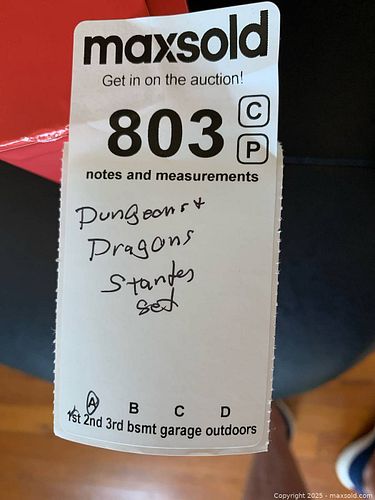 maxsold
Get in on the auction!
803
C
P
notes and measurements
Dungeons +
Dragons
Startes
set
A B C D
1st 2nd 3rd bsmt garage outdoors
Copyright 2025 - maxsold.com